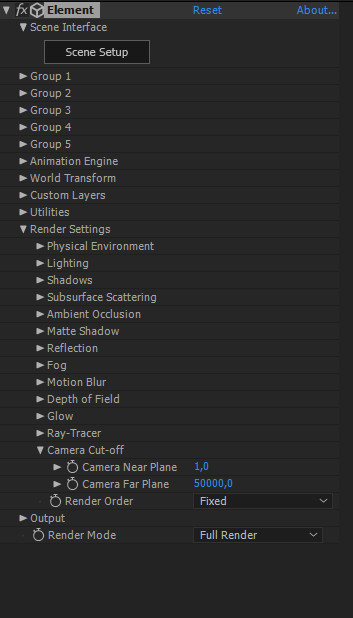 fx Element Reset About...
Scene Interface
Scene Setup
Group 1
Group 2
Group 3
Group 4
Group 5
Animation Engine
World Transform
Custom Layers
Utilities
Render Settings
Physical Environment
Lighting
Shadows
Subsurface Scattering
Ambient Occlusion
Matte Shadow
Reflection
Fog
Motion Blur
Depth of Field
Glow
Ray-Tracer
Camera Cut-off
Camera Near Plane 1,0
Camera Far Plane 50000,0
Render Order Fixed
Output
Render Mode Full Render